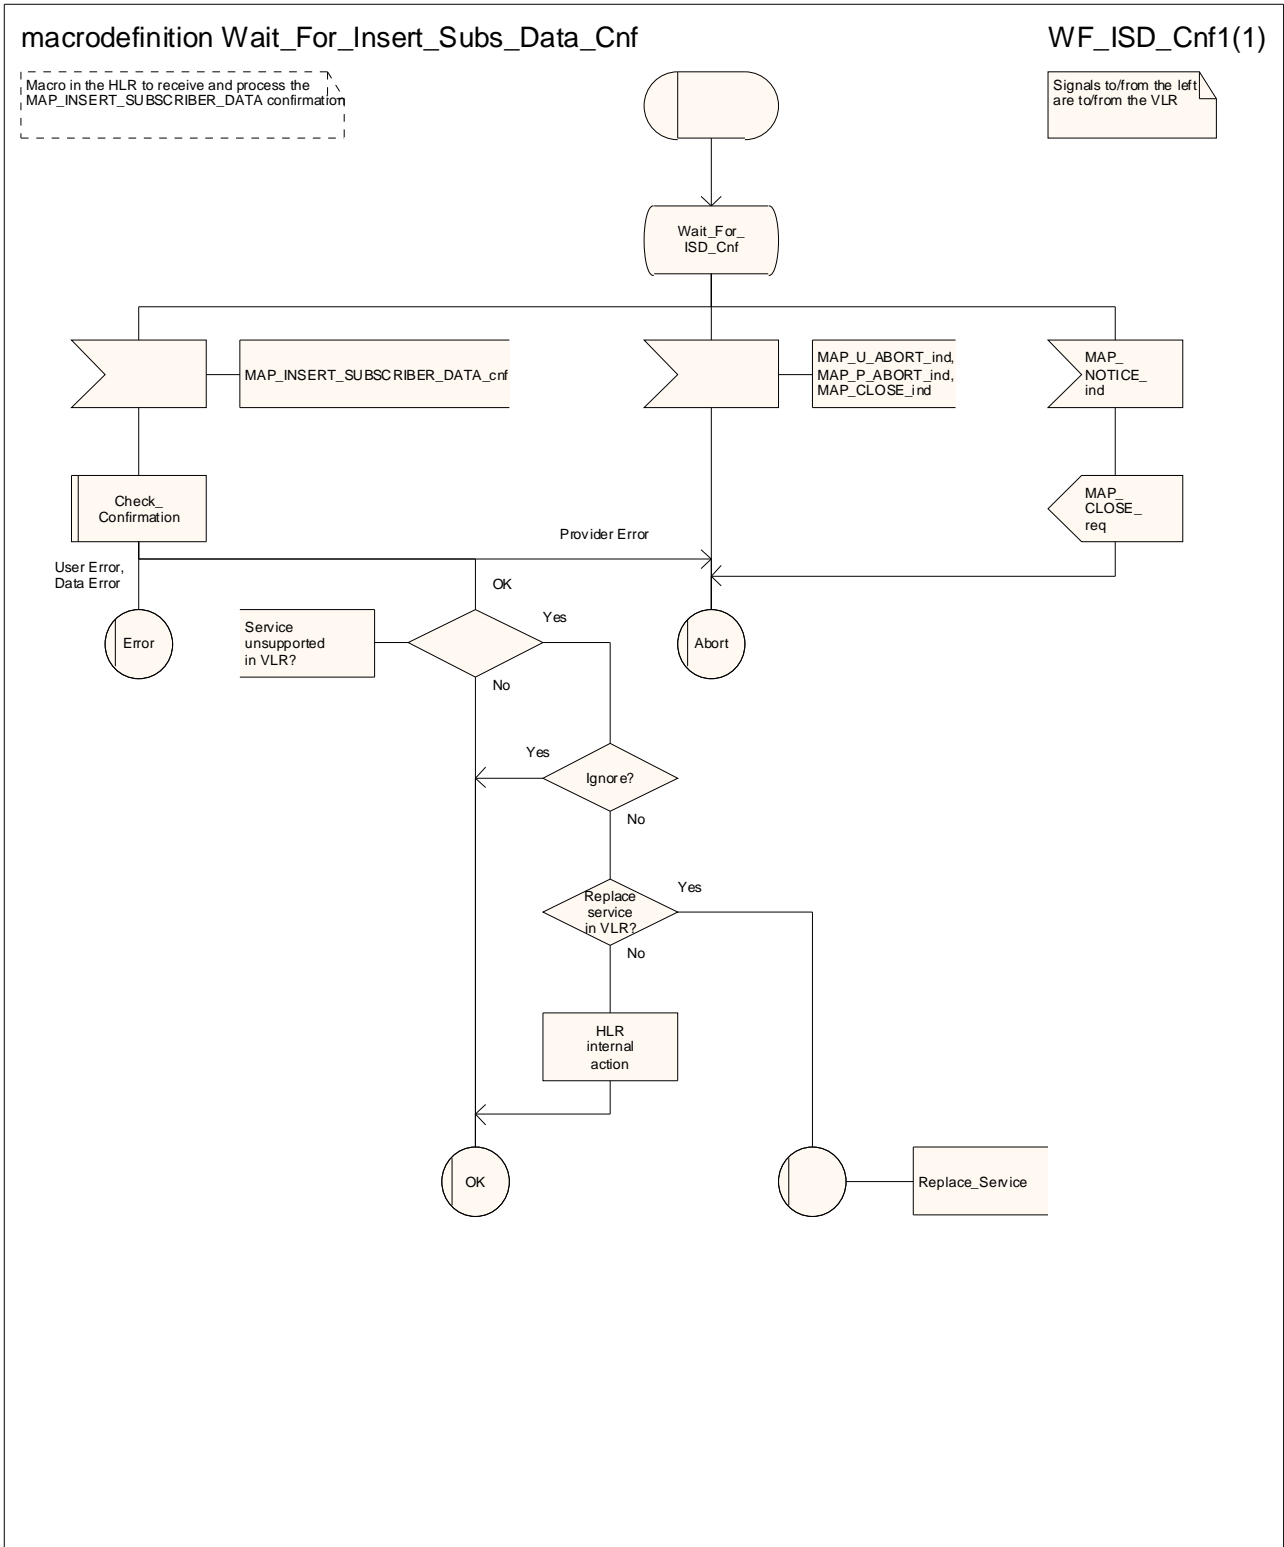 macrodefinition Wait_For_Insert_Subs_Data_Cnf
WF_ISD_Cnf1(1)
Macro in the HLR to receive and process the
MAP_INSERT_SUBSCRIBER_DATA confirmation
Signals to/from the left
are to/from the VLR
Wait_For_
ISD_Cnf
MAP_INSERT_SUBSCRIBER_DATA_cnf
MAP_U_ABORT_ind,
MAP_P_ABORT_ind,
MAP_CLOSE_ind
MAP_
NOTICE_
ind
Check_
Confirmation
MAP_
CLOSE_
req
Provider Error
User Error,
Data Error
OK
Error
Service
unsupported
in VLR?
Yes
No
Abort
Yes
Ignore?
No
Replace
service
in VLR?
Yes
No
HLR
internal
action
OK
Replace_Service